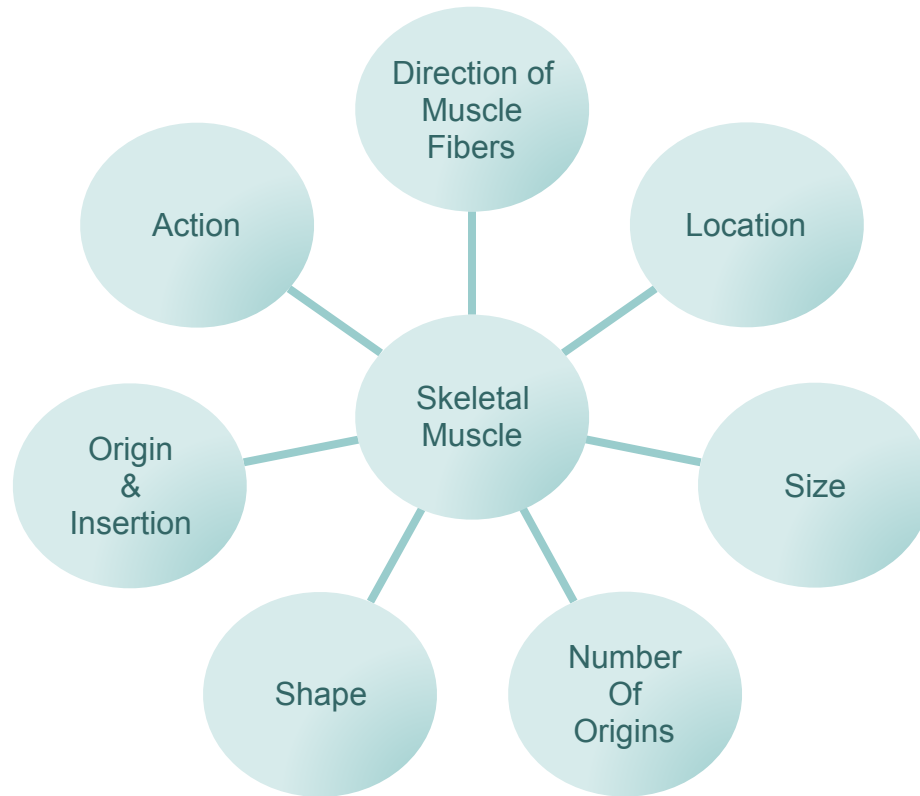 Direction of
Muscle
Fibers
Action
Location
Skeletal
Muscle
Origin
&
Insertion
Size
Shape
Number
Of
Origins